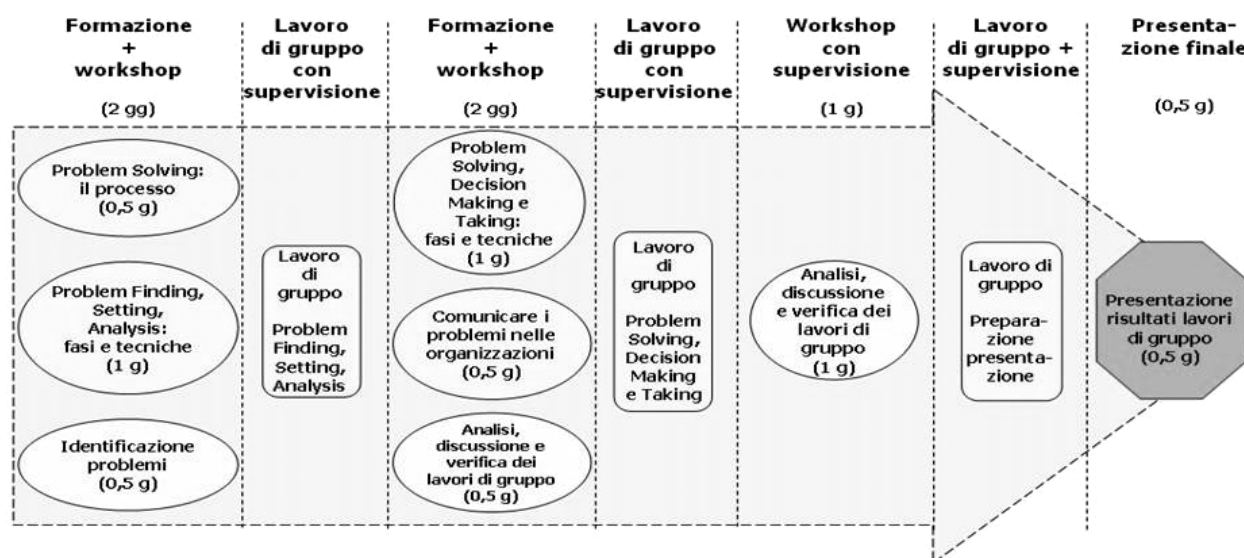 Formazione
+
workshop
(2 gg)
Lavoro
di gruppo
con
supervisione
Formazione
+
workshop
(2 gg)
Lavoro
di gruppo
con
supervisione
Workshop
con
supervisione
(1 g)
Lavoro
di gruppo +
supervisione
Presenta-
zione finale
(0,5 g)
Problem Solving:
il processo
(0,5 g)
Problem Finding,
Setting,
Analysis:
fasi e tecniche
(1 g)
Identificazione
problemi
(0,5 g)
Lavoro
di
gruppo
Problem
Finding,
Setting,
Analysis
Problem
Solving,
Decision
Making e
Taking:
fasi e tecniche
(1 g)
Comunicare i
problemi nelle
organizzazioni
(0,5 g)
Analisi,
discussione e
verifica dei
lavori di gruppo
(0,5 g)
Lavoro
di
gruppo
Problem
Solving,
Decision
Making
e Taking
Analisi,
discussione
e verifica dei
lavori di
gruppo
(1 g)
Lavoro di
gruppo
Prepara-
zione
presenta-
zione
Presentazione
risultati lavori
di gruppo
(0,5 g)